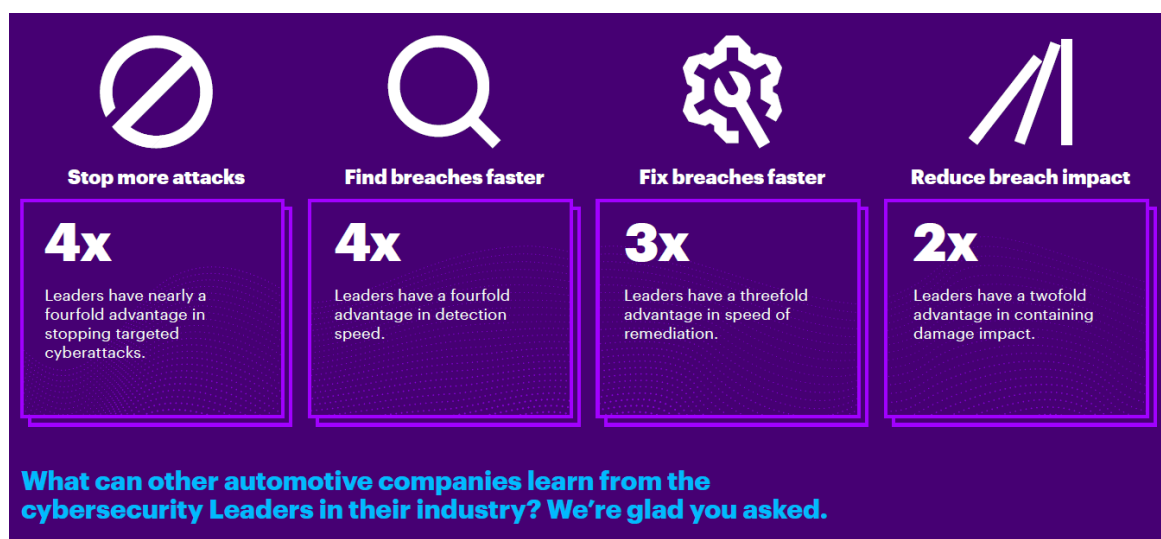 Stop more attacks
4x
Leaders have nearly a
fourfold advantage in
stopping targeted
cyberattacks.
Find breaches faster
4x
Leaders have a fourfold
advantage in detection
speed.
Fix breaches faster
3x
Leaders have a threefold
advantage in speed of
remediation.
Reduce breach impact
2x
Leaders have a twofold
advantage in containing
damage impact.
What can other automotive companies learn from the
cybersecurity Leaders in their industry? We’re glad you asked.